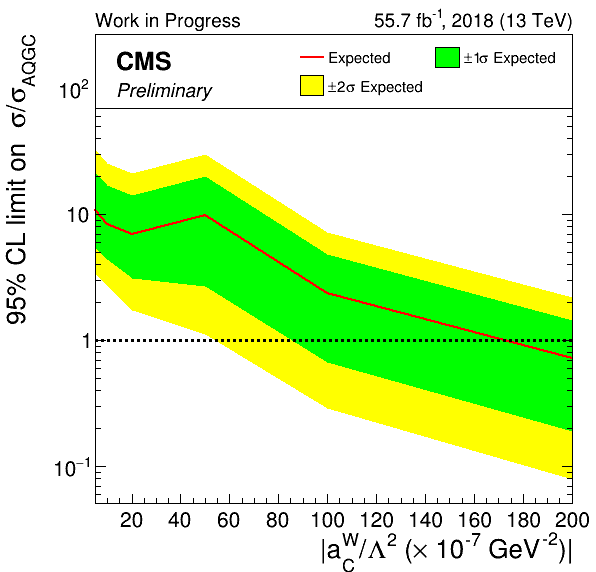 Work in Progress 55.7 fb⁻¹, 2018 (13 TeV)
CMS
Preliminary
Expected ±1σ Expected
±2σ Expected
95% CL limit on σ/σ_AQGC
10²
10
1
10⁻¹
20 40 60 80 100 120 140 160 180 200
|a_C^W/Λ² (× 10⁻⁷ GeV⁻²)|